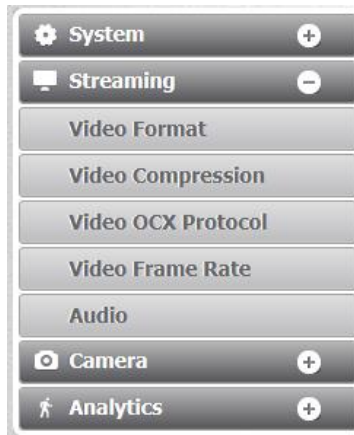 System
Streaming
Video Format
Video Compression
Video OCX Protocol
Video Frame Rate
Audio
Camera
Analytics